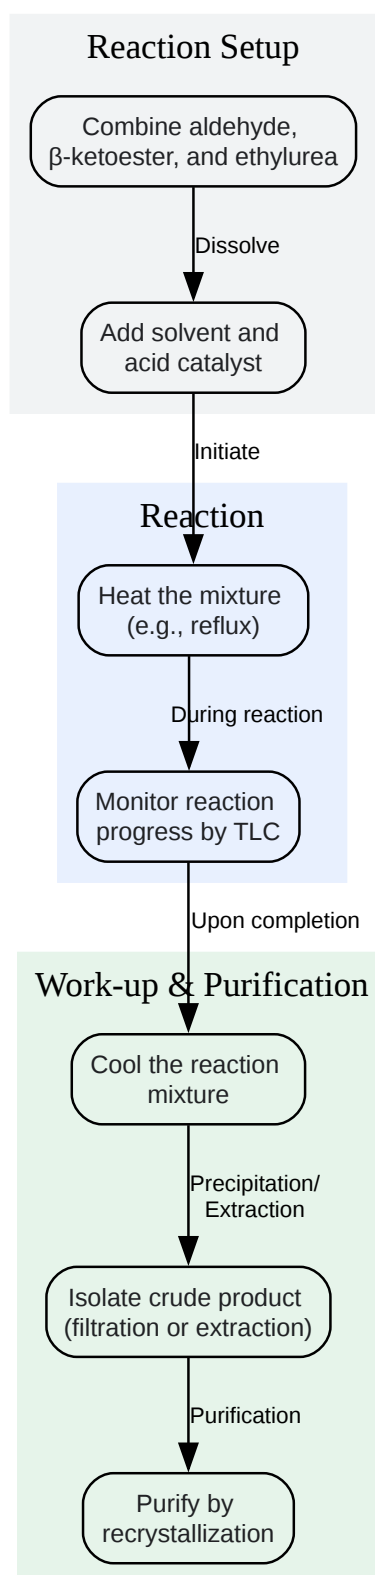 Reaction Setup
Combine aldehyde,
β-ketoester, and ethylurea
Dissolve
Add solvent and
acid catalyst
Initiate
Reaction
Heat the mixture
(e.g., reflux)
During reaction
Monitor reaction
progress by TLC
Upon completion
Work-up & Purification
Cool the reaction
mixture
Precipitation/
Extraction
Isolate crude product
(filtration or extraction)
Purification
Purify by
recrystallization